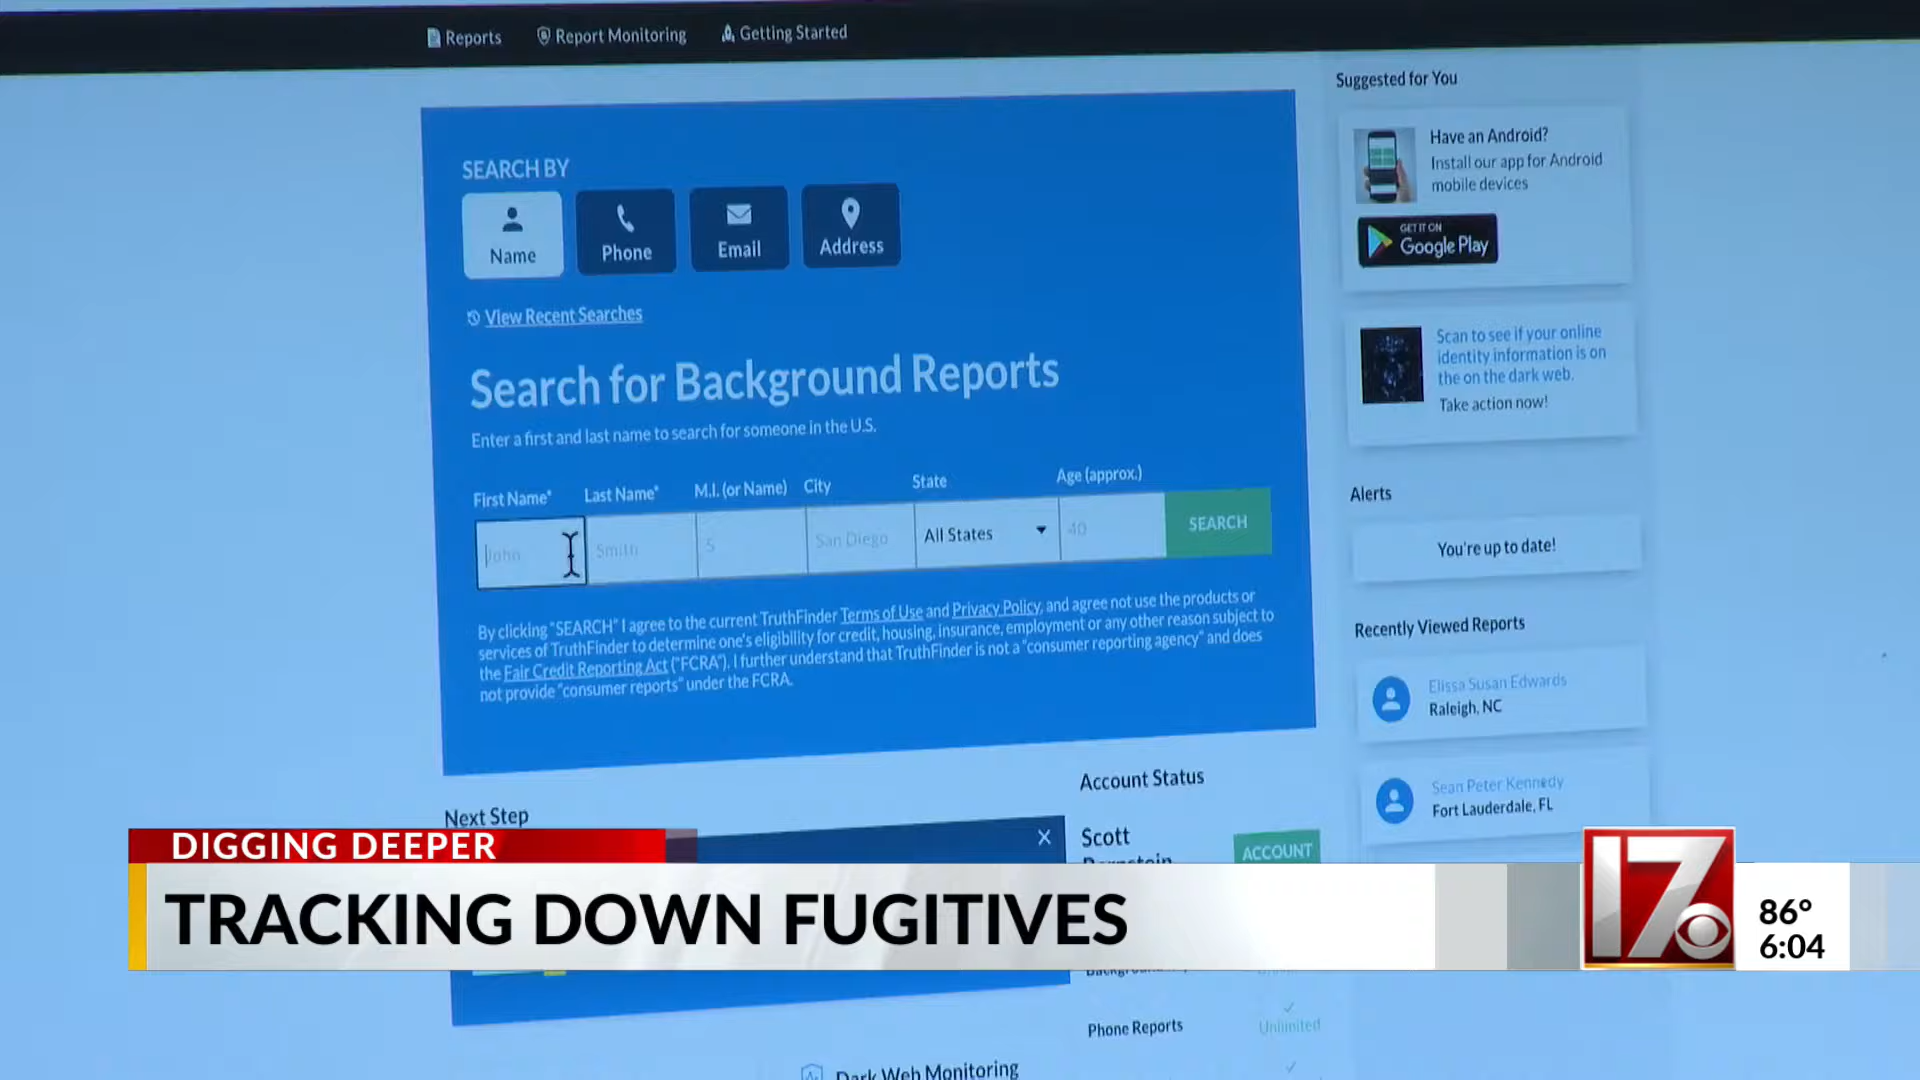 Reports
Report Monitoring
Getting Started
SEARCH BY
Name
Phone
Email
Address
View Recent Searches
Search for Background Reports
Enter a first and last name to search for someone in the U.S.
First Name*
Last Name*
M.I. (or Name)
City
State
Age (approx.)
John
Smith
S
San Diego
All States
40
SEARCH
By clicking "SEARCH" I agree to the current TruthFinder Terms of Use and Privacy Policy, and agree not use the products or
services of TruthFinder to determine one's eligibility for credit, housing, insurance, employment or any other reason subject to
the Fair Credit Reporting Act ("FCRA"). I further understand that TruthFinder is not a "consumer reporting agency" and does
not provide "consumer reports" under the FCRA.
Suggested for You
Have an Android?
Install our app for Android
mobile devices
GET IT ON
Google Play
Scan to see if your online
identity information is on
the on the dark web.
Take action now!
Alerts
You're up to date!
Recently Viewed Reports
Elissa Susan Edwards
Raleigh, NC
Sean Peter Kennedy
Fort Lauderdale, FL
Next Step
X
Account Status
Scott
ACCOUNT
DIGGING DEEPER
TRACKING DOWN FUGITIVES
17
86°
6:04
Phone Reports
Unlimited
Dark Web Monitoring